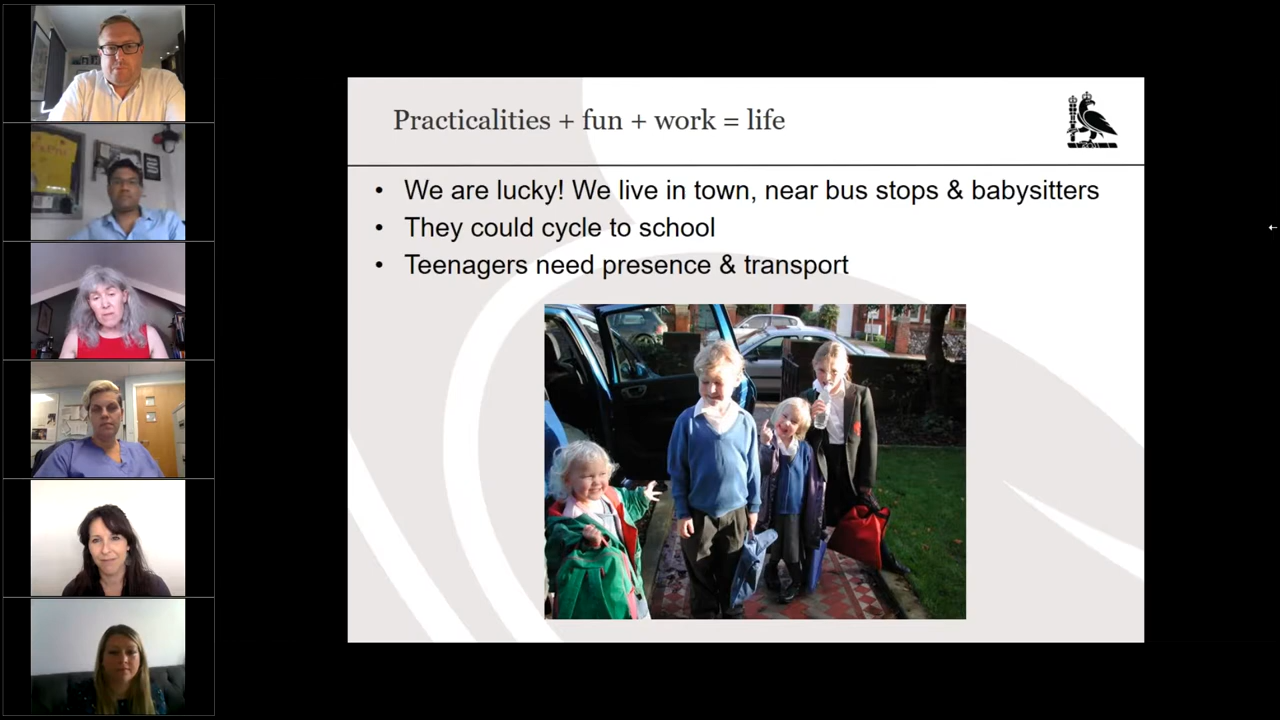 Practicalities + fun + work = life
• We are lucky! We live in town, near bus stops & babysitters
• They could cycle to school
• Teenagers need presence & transport